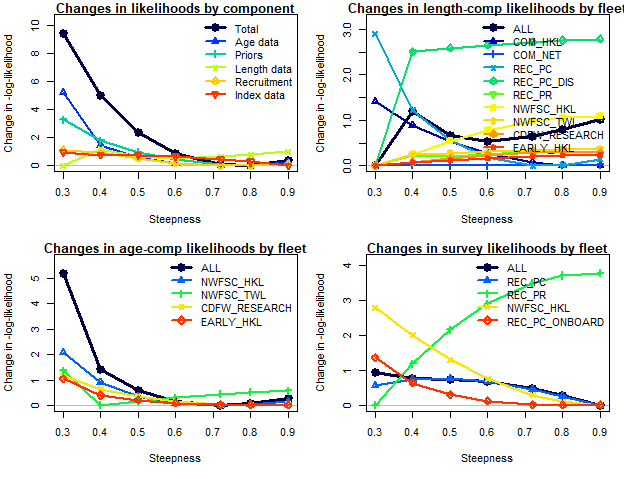 Changes in likelihoods by component
Change in -log-likelihood
10
8
6
4
2
0
Total
Age data
Priors
Length data
Recruitment
Index data
0.3 0.4 0.5 0.6 0.7 0.8 0.9
Steepness
Changes in length-comp likelihoods by fleet
Change in -log-likelihood
3.0
2.0
1.0
0.0
ALL
COM_HKL
COM_NET
REC_PC
REC_PC_DIS
REC_PR
NWFSC_HKL
NWFSC_TWL
CDFW_RESEARCH
EARLY_HKL
0.3 0.4 0.5 0.6 0.7 0.8 0.9
Steepness
Changes in age-comp likelihoods by fleet
Change in -log-likelihood
5
4
3
2
1
0
ALL
NWFSC_HKL
NWFSC_TWL
CDFW_RESEARCH
EARLY_HKL
0.3 0.4 0.5 0.6 0.7 0.8 0.9
Steepness
Changes in survey likelihoods by fleet
Change in -log-likelihood
4
3
2
1
0
ALL
REC_PC
REC_PR
NWFSC_HKL
REC_PC_ONBOARD
0.3 0.4 0.5 0.6 0.7 0.8 0.9
Steepness